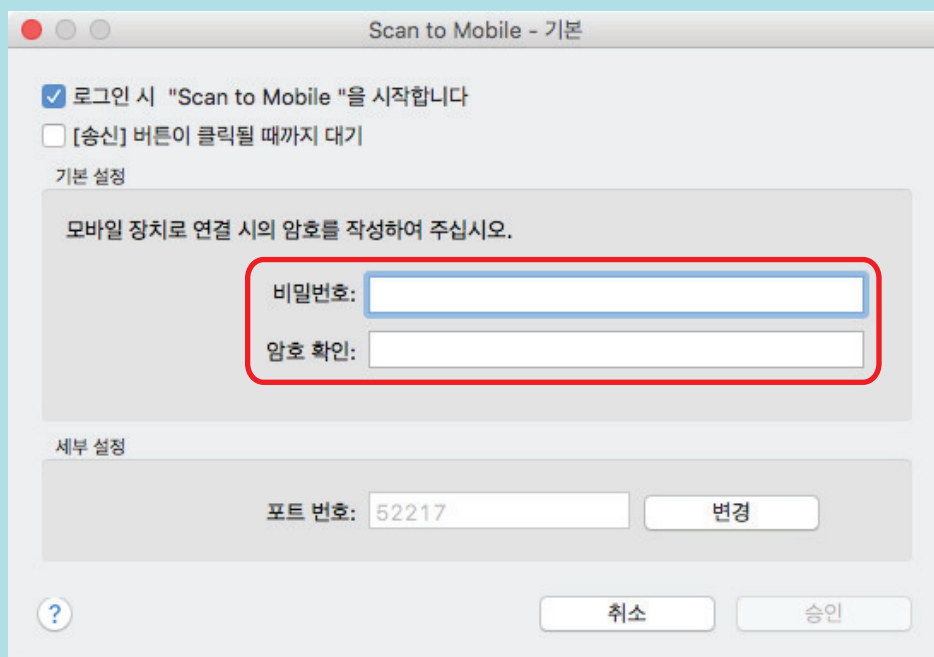 Scan to Mobile - 기본
로그인 시 "Scan to Mobile "을 시작합니다
[송신] 버튼이 클릭될 때까지 대기
기본 설정
모바일 장치로 연결 시의 암호를 작성하여 주십시오.
비밀번호:
암호 확인:
세부 설정
포트 번호: 52217 변경
? 취소 승인